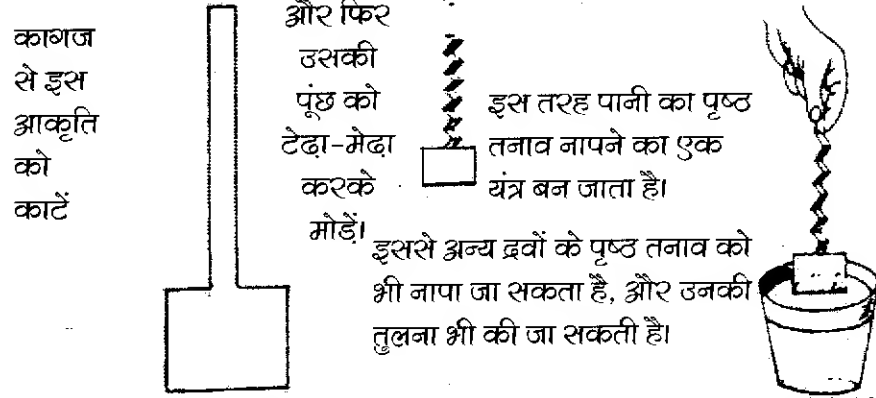 कागज
से इस
आकृति
को
काटें
और फिर
उसकी
पूंछ को
टेढ़ा-मेढ़ा
करके
मोड़ें।
इस तरह पानी का पृष्ठ
तनाव नापने का एक
यंत्र बन जाता है।
इससे अन्य द्रवों के पृष्ठ तनाव को
भी नापा जा सकता है, और उनकी
तुलना भी की जा सकती है।